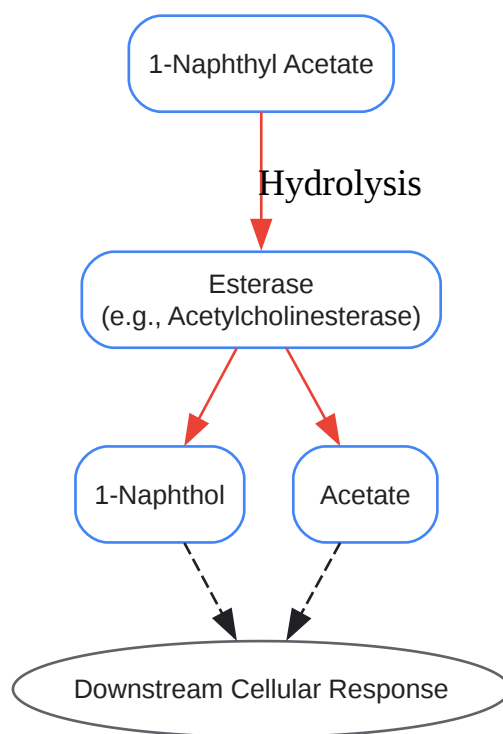 1-Naphthyl Acetate
Hydrolysis
Esterase
(e.g., Acetylcholinesterase)
1-Naphthol
Acetate
Downstream Cellular Response